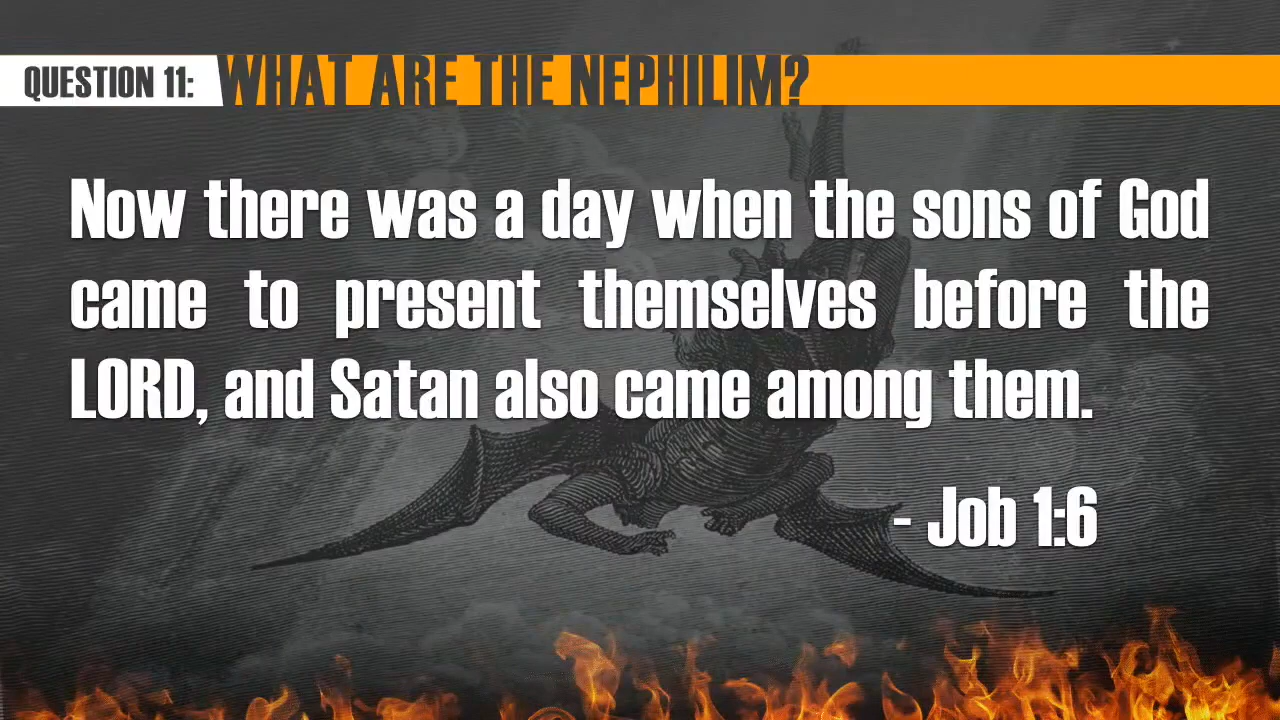 QUESTION 11: WHAT ARE THE NEPHILIM?
Now there was a day when the sons of God
came to present themselves before the
LORD, and Satan also came among them.
- Job 1:6